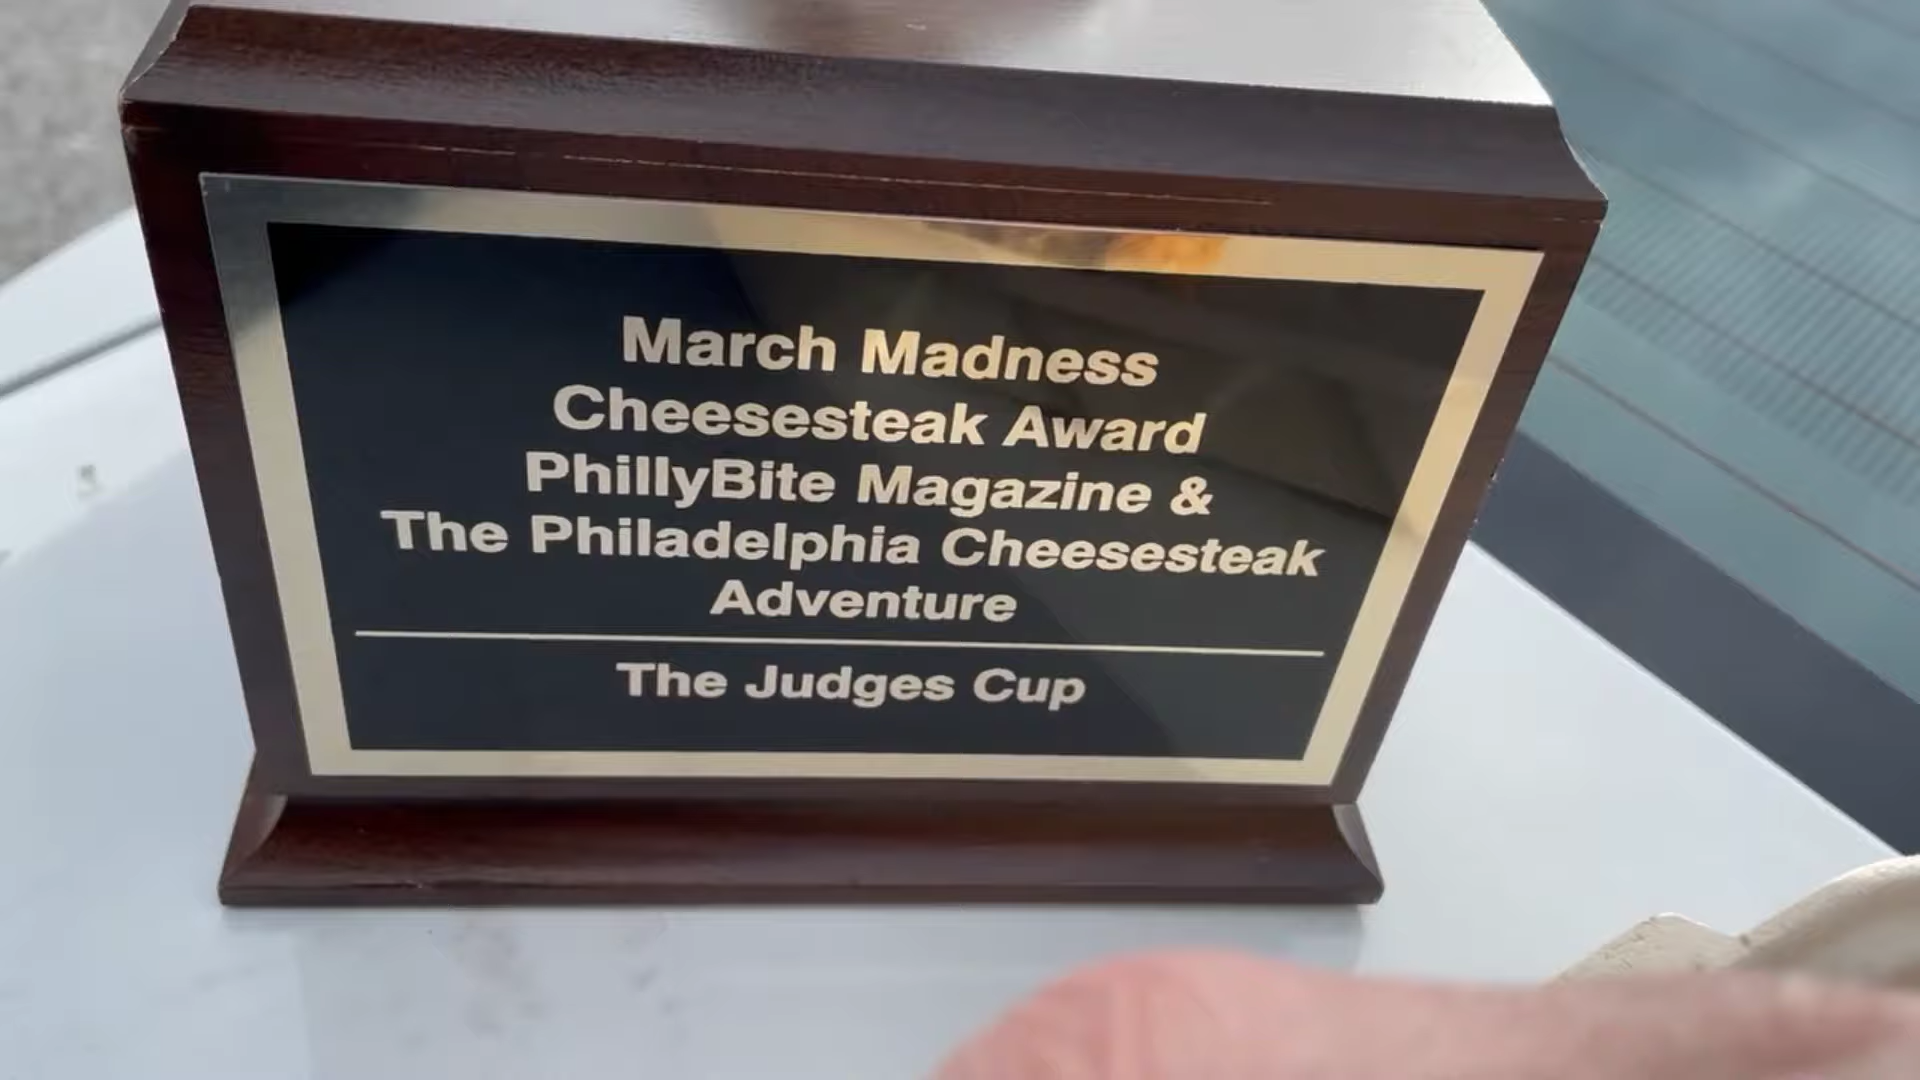 March Madness
Cheesesteak Award
PhillyBite Magazine &
The Philadelphia Cheesesteak
Adventure
The Judges Cup